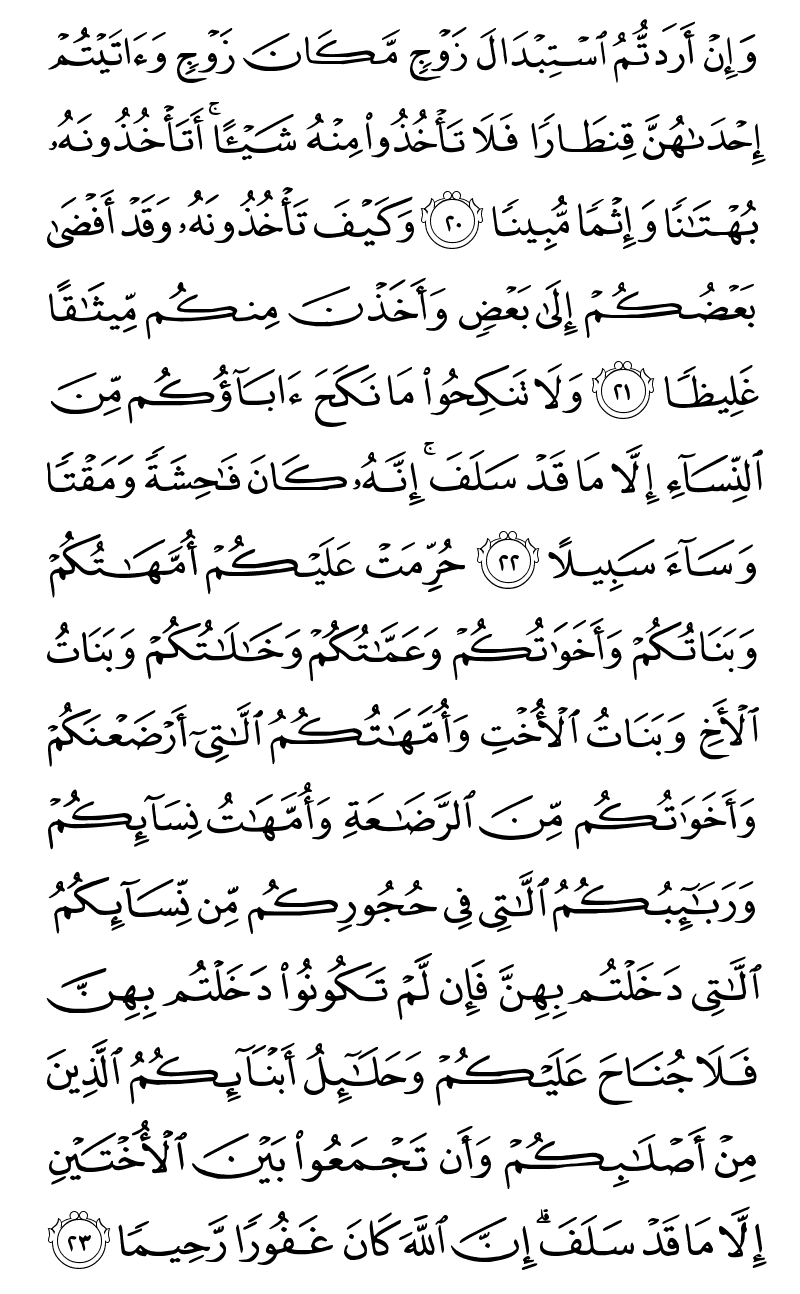 وَإِنۡ أَرَدتُّمُ ٱسۡتِبۡدَالَ زَوۡجٖ مَّكَانَ زَوۡجٖ وَءَاتَيۡتُمۡ
إِحۡدَىٰهُنَّ قِنطَارٗا فَلَا تَأۡخُذُواْ مِنۡهُ شَيۡـًٔاۚ أَتَأۡخُذُونَهُۥ
بُهۡتَٰنٗا وَإِثۡمٗا مُّبِينٗا ٢٠ وَكَيۡفَ تَأۡخُذُونَهُۥ وَقَدۡ أَفۡضَىٰ
بَعۡضُكُمۡ إِلَىٰ بَعۡضٖ وَأَخَذۡنَ مِنكُم مِّيثَٰقًا
غَلِيظٗا ٢١ وَلَا تَنكِحُواْ مَا نَكَحَ ءَابَآؤُكُم مِّنَ
ٱلنِّسَآءِ إِلَّا مَا قَدۡ سَلَفَۚ إِنَّهُۥ كَانَ فَٰحِشَةٗ وَمَقۡتٗا
وَسَآءَ سَبِيلًا ٢٢ حُرِّمَتۡ عَلَيۡكُمۡ أُمَّهَٰتُكُمۡ
وَبَنَاتُكُمۡ وَأَخَوَٰتُكُمۡ وَعَمَّٰتُكُمۡ وَخَٰلَٰتُكُمۡ وَبَنَاتُ
ٱلۡأَخِ وَبَنَاتُ ٱلۡأُخۡتِ وَأُمَّهَٰتُكُمُ ٱلَّٰتِيٓ أَرۡضَعۡنَكُمۡ
وَأَخَوَٰتُكُم مِّنَ ٱلرَّضَٰعَةِ وَأُمَّهَٰتُ نِسَآئِكُمۡ
وَرَبَٰٓئِبُكُمُ ٱلَّٰتِي فِي حُجُورِكُم مِّن نِّسَآئِكُمُ
ٱلَّٰتِي دَخَلۡتُم بِهِنَّ فَإِن لَّمۡ تَكُونُواْ دَخَلۡتُم بِهِنَّ
فَلَا جُنَاحَ عَلَيۡكُمۡ وَحَلَٰٓئِلُ أَبۡنَآئِكُمُ ٱلَّذِينَ
مِنۡ أَصۡلَٰبِكُمۡ وَأَن تَجۡمَعُواْ بَيۡنَ ٱلۡأُخۡتَيۡنِ
إِلَّا مَا قَدۡ سَلَفَۗ إِنَّ ٱللَّهَ كَانَ غَفُورٗا رَّحِيمٗا ٢٣